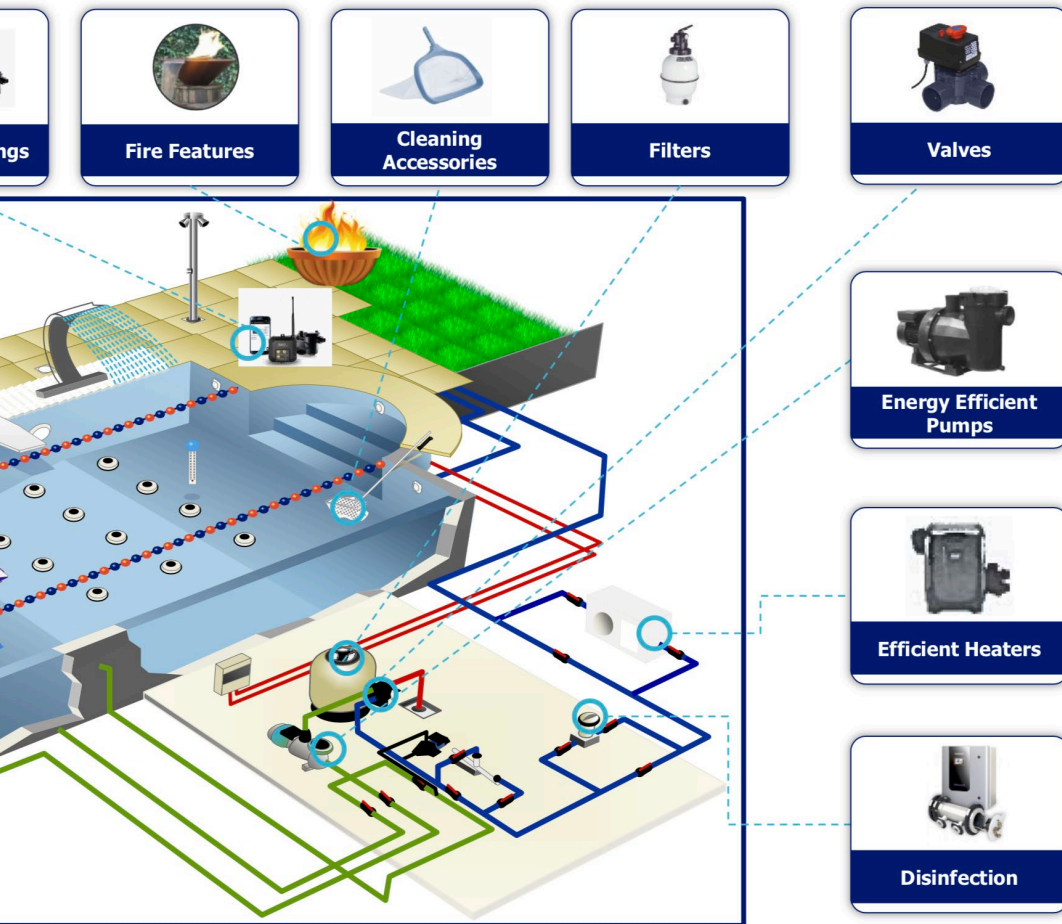 ngs
Fire Features
Cleaning
Accessories
Filters
Valves
Energy Efficient
Pumps
Efficient Heaters
Disinfection